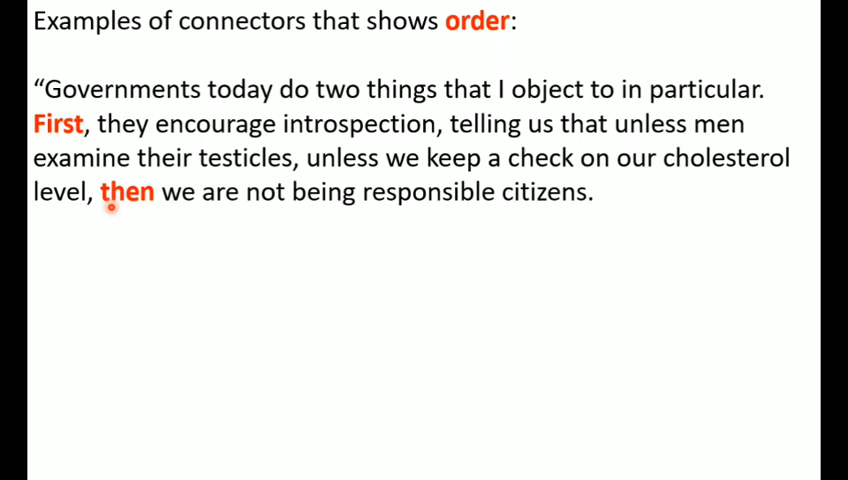 Examples of connectors that shows order:
“Governments today do two things that I object to in particular.
First, they encourage introspection, telling us that unless men
examine their testicles, unless we keep a check on our cholesterol
level, then we are not being responsible citizens.